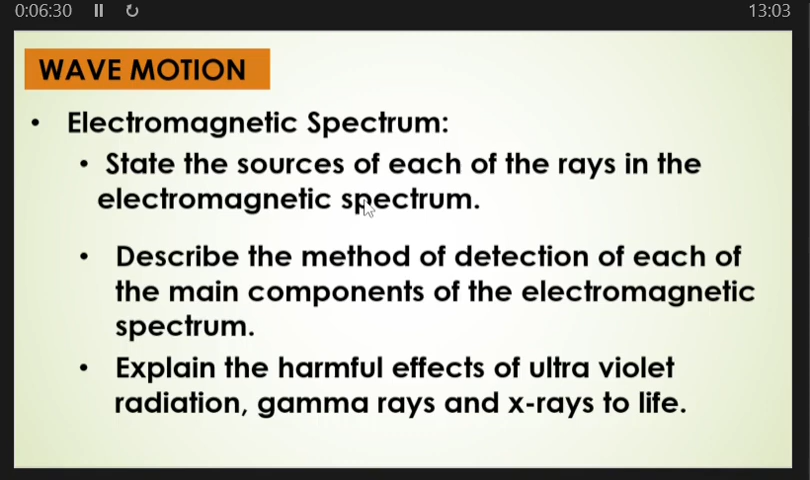 0:06:30
13:03
WAVE MOTION
• Electromagnetic Spectrum:
• State the sources of each of the rays in the
electromagnetic spectrum.
• Describe the method of detection of each of
the main components of the electromagnetic
spectrum.
• Explain the harmful effects of ultra violet
radiation, gamma rays and x-rays to life.